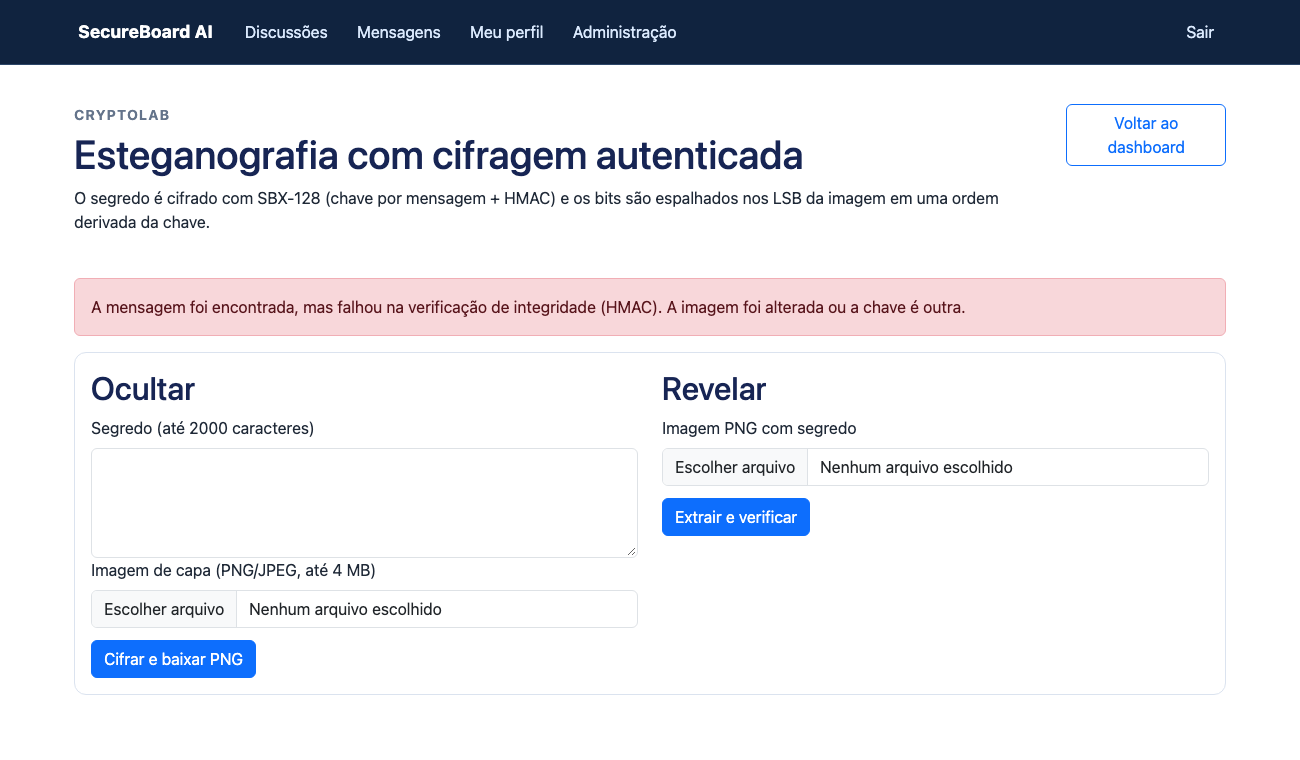 SecureBoard AI
Discussões
Mensagens
Meu perfil
Administração
Sair
CRYPTOLAB
Esteganografia com cifragem autenticada
O segredo é cifrado com SBX-128 (chave por mensagem + HMAC) e os bits são espalhados nos LSB da imagem em uma ordem
derivada da chave.
Voltar ao
dashboard
A mensagem foi encontrada, mas falhou na verificação de integridade (HMAC). A imagem foi alterada ou a chave é outra.
Ocultar
Segredo (até 2000 caracteres)
Imagem de capa (PNG/JPEG, até 4 MB)
Escolher arquivo
Nenhum arquivo escolhido
Cifrar e baixar PNG
Revelar
Imagem PNG com segredo
Escolher arquivo
Nenhum arquivo escolhido
Extrair e verificar